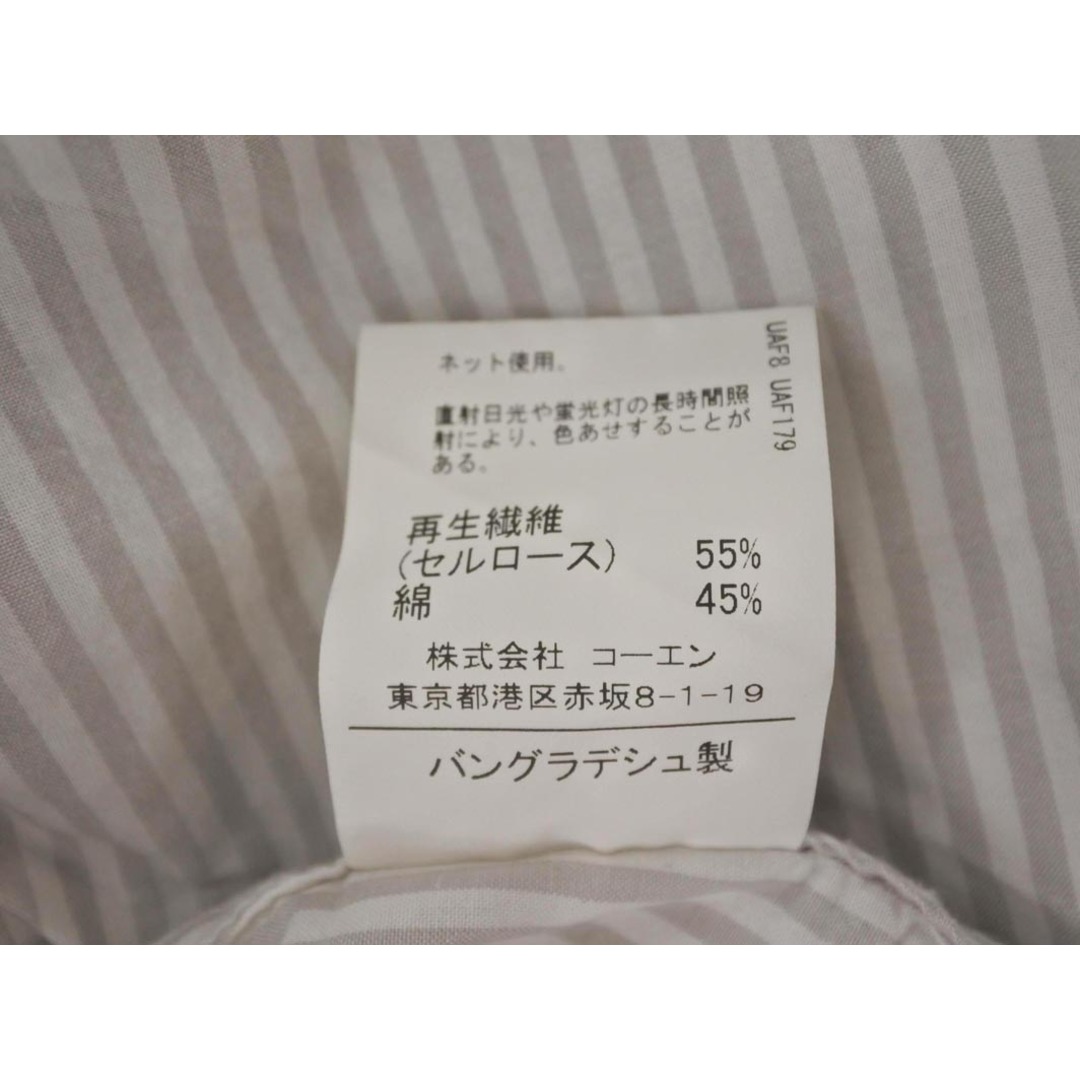 ネット使用。
直射日光や蛍光灯の長時間照
射により、色あせすることが
ある。
再生繊維
(セルロース) 55%
綿 45%
株式会社 コーエン
東京都港区赤坂8-1-19
バングラデシュ製
UAF8 UAF179